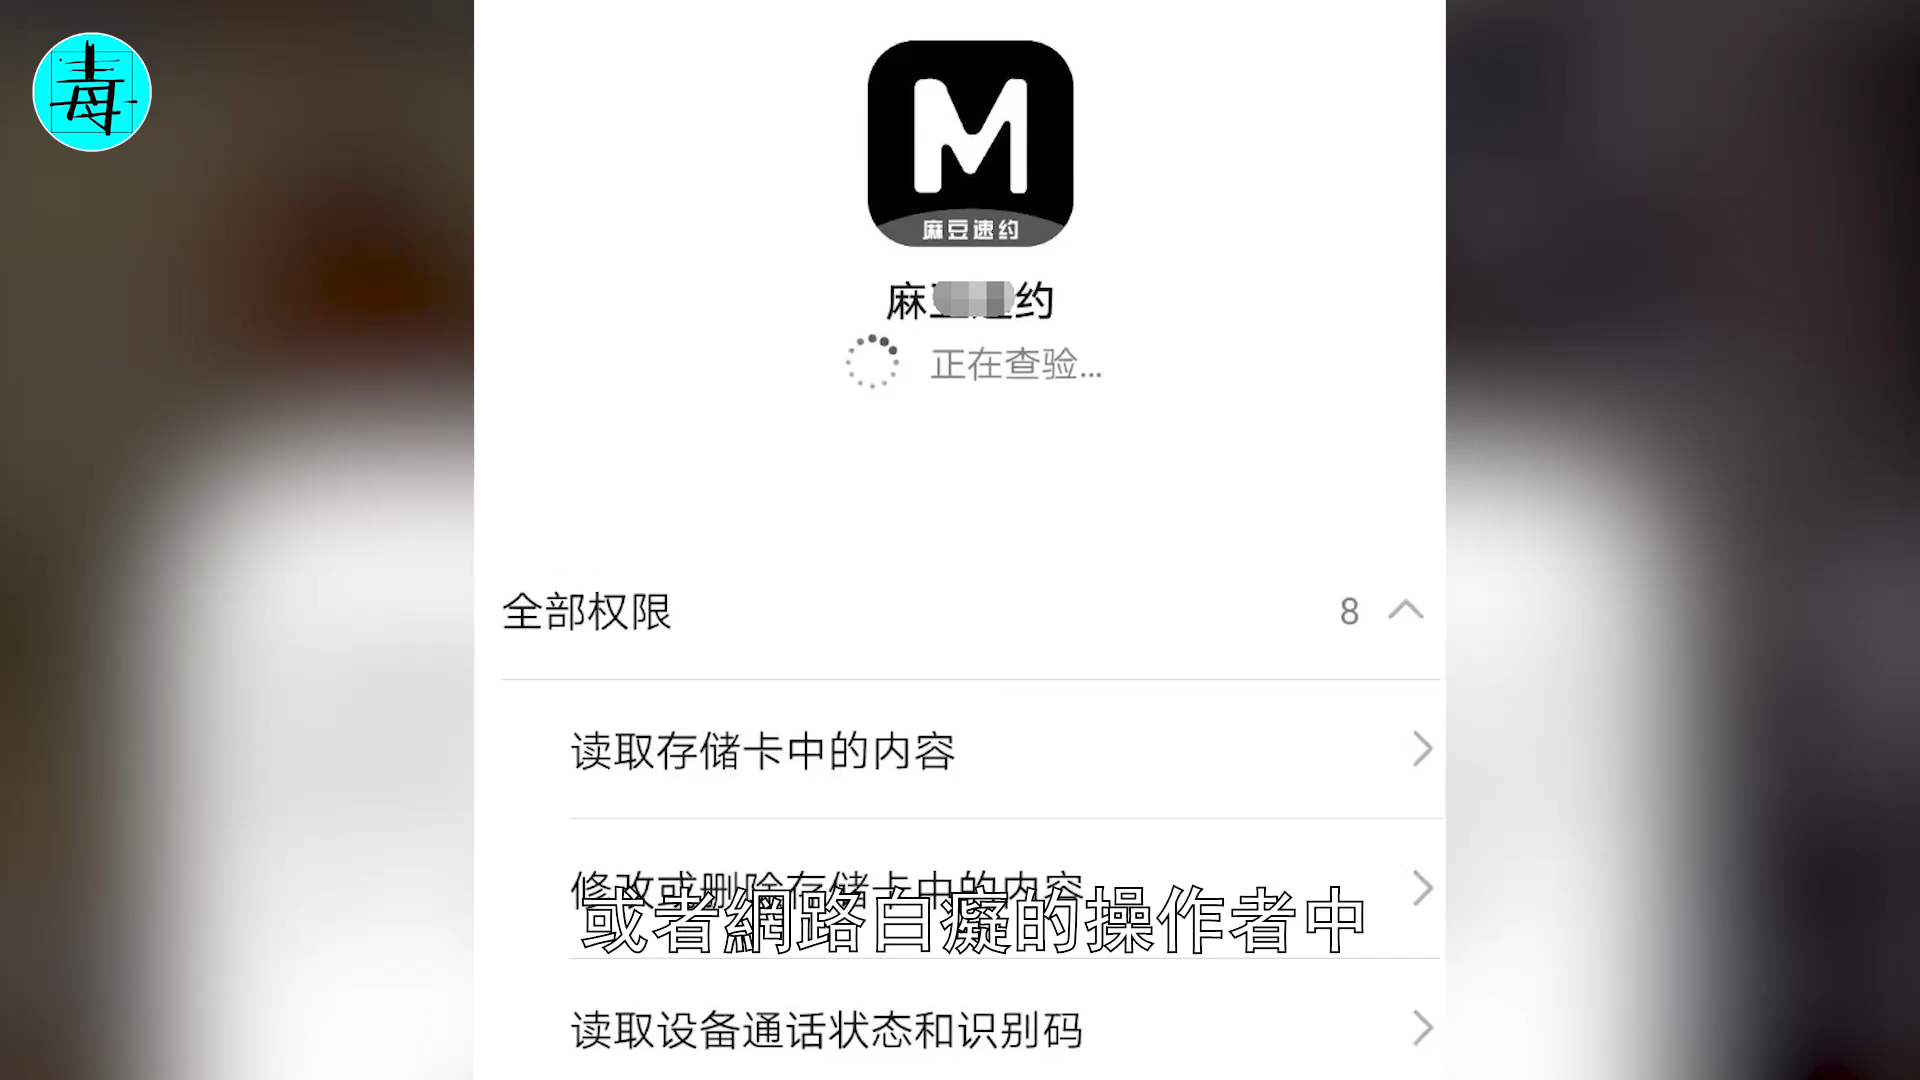 毒
M
麻豆速约
麻 约
正在查验...
全部权限 8
读取存储卡中的内容
修改或删除存储卡中的内容
或者網路白癡的操作者中
读取设备通话状态和识别码